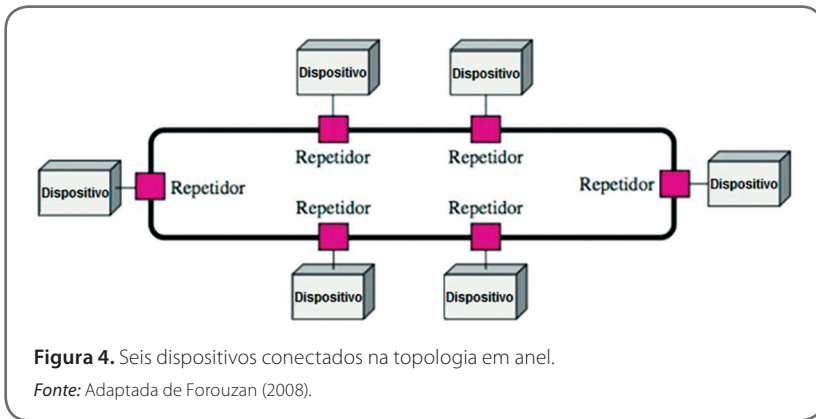 Dispositivo
Dispositivo
Repetidor
Repetidor
Dispositivo
Repetidor
Repetidor
Dispositivo
Repetidor
Repetidor
Dispositivo
Dispositivo
Figura 4. Seis dispositivos conectados na topologia em anel.
Fonte: Adaptada de Forouzan (2008).